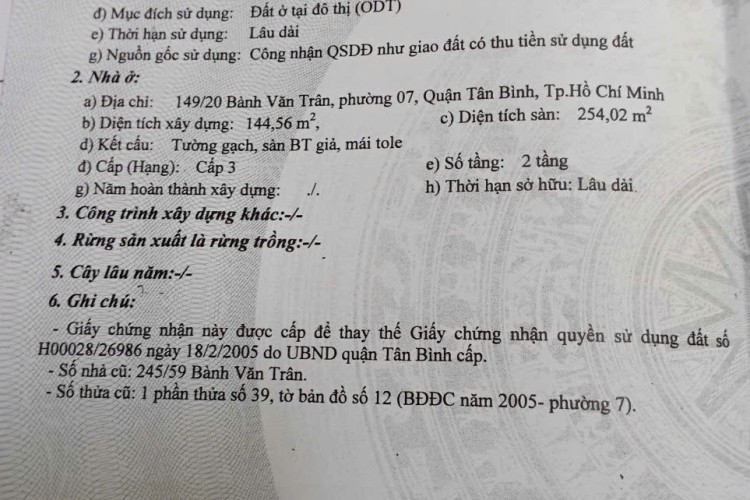 đ) Mục đích sử dụng: Đất ở tại đô thị (ODT)
e) Thời hạn sử dụng: Lâu dài
g) Nguồn gốc sử dụng: Công nhận QSDĐ như giao đất có thu tiền sử dụng đất
2. Nhà ở:
a) Địa chỉ: 149/20 Bành Văn Trân, phường 07, Quận Tân Bình, Tp.Hồ Chí Minh
b) Diện tích xây dựng: 144,56 m², c) Diện tích sàn: 254,02 m²
d) Kết cấu: Tường gạch, sàn BT giả, mái tole
đ) Cấp (Hạng): Cấp 3 e) Số tầng: 2 tầng
g) Năm hoàn thành xây dựng: ./. h) Thời hạn sở hữu: Lâu dài
3. Công trình xây dựng khác:-/-
4. Rừng sản xuất là rừng trồng:-/-
5. Cây lâu năm:-/-
6. Ghi chú:
- Giấy chứng nhận này được cấp để thay thế Giấy chứng nhận quyền sử dụng đất số
H00028/26986 ngày 18/2/2005 do UBND quận Tân Bình cấp.
- Số nhà cũ: 245/59 Bành Văn Trân.
- Số thửa cũ: 1 phần thửa số 39, tờ bản đồ số 12 (BĐĐC năm 2005- phường 7).